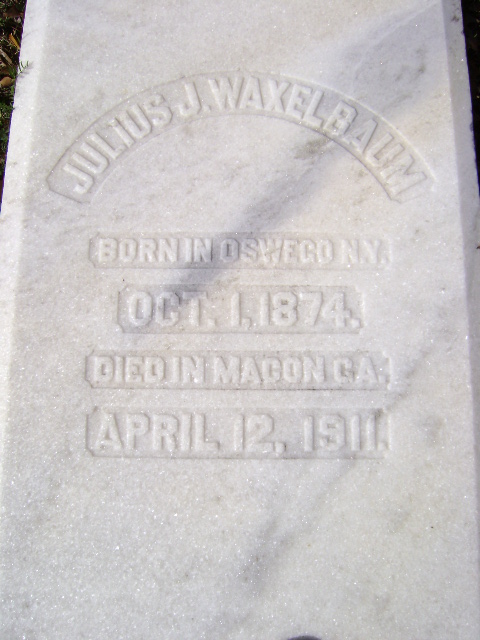 JULIUS J. WAXELBAUM
BORN IN OSWEGO N.Y.
OCT. 1, 1874.
DIED IN MACON GA.
APRIL 12, 1911.